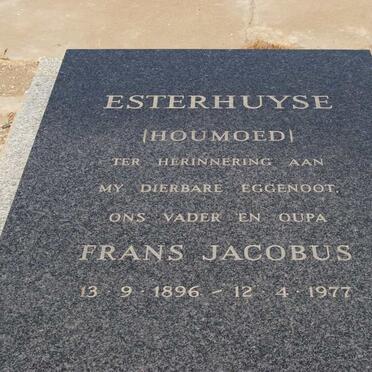 ESTERHUYSE
(HOUMOED)
TER HERINNERING AAN
MY DIERBARE EGGENOOT,
ONS VADER EN OUPA
FRANS JACOBUS
13 · 9 · 1896 – 12 · 4 · 1977